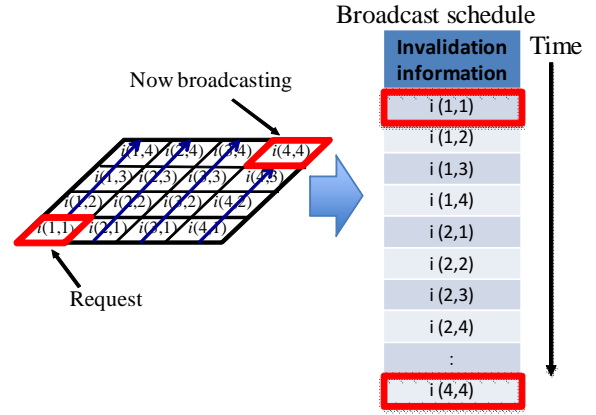 Broadcast schedule
Invalidation
information
Time
Now broadcasting
i(1,4) i(2,4) i(3,4) i(4,4)
i(1,3) i(2,3) i(3,3) i(4,3)
i(1,2) i(2,2) i(3,2) i(4,2)
i(1,1) i(2,1) i(3,1) i(4,1)
Request
i (1,1)
i (1,2)
i (1,3)
i (1,4)
i (2,1)
i (2,2)
i (2,3)
i (2,4)
:
i (4,4)